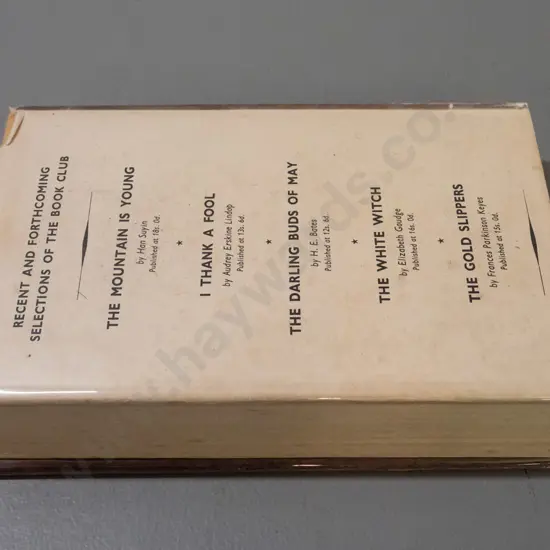 RECENT AND FORTHCOMING
SELECTIONS OF THE BOOK CLUB
THE MOUNTAIN IS YOUNG
by Han Suyin
Published at 18s. 0d.
★
I THANK A FOOL
by Audrey Erskine Lindop
Published at 13s. 6d.
★
THE DARLING BUDS OF MAY
by H. E. Bates
Published at 12s. 6d.
★
THE WHITE WITCH
by Elizabeth Goudge
Published at 16s. 0d.
★
THE GOLD SLIPPERS
by Frances Parkinson Keyes
Published at 15s. 0d.